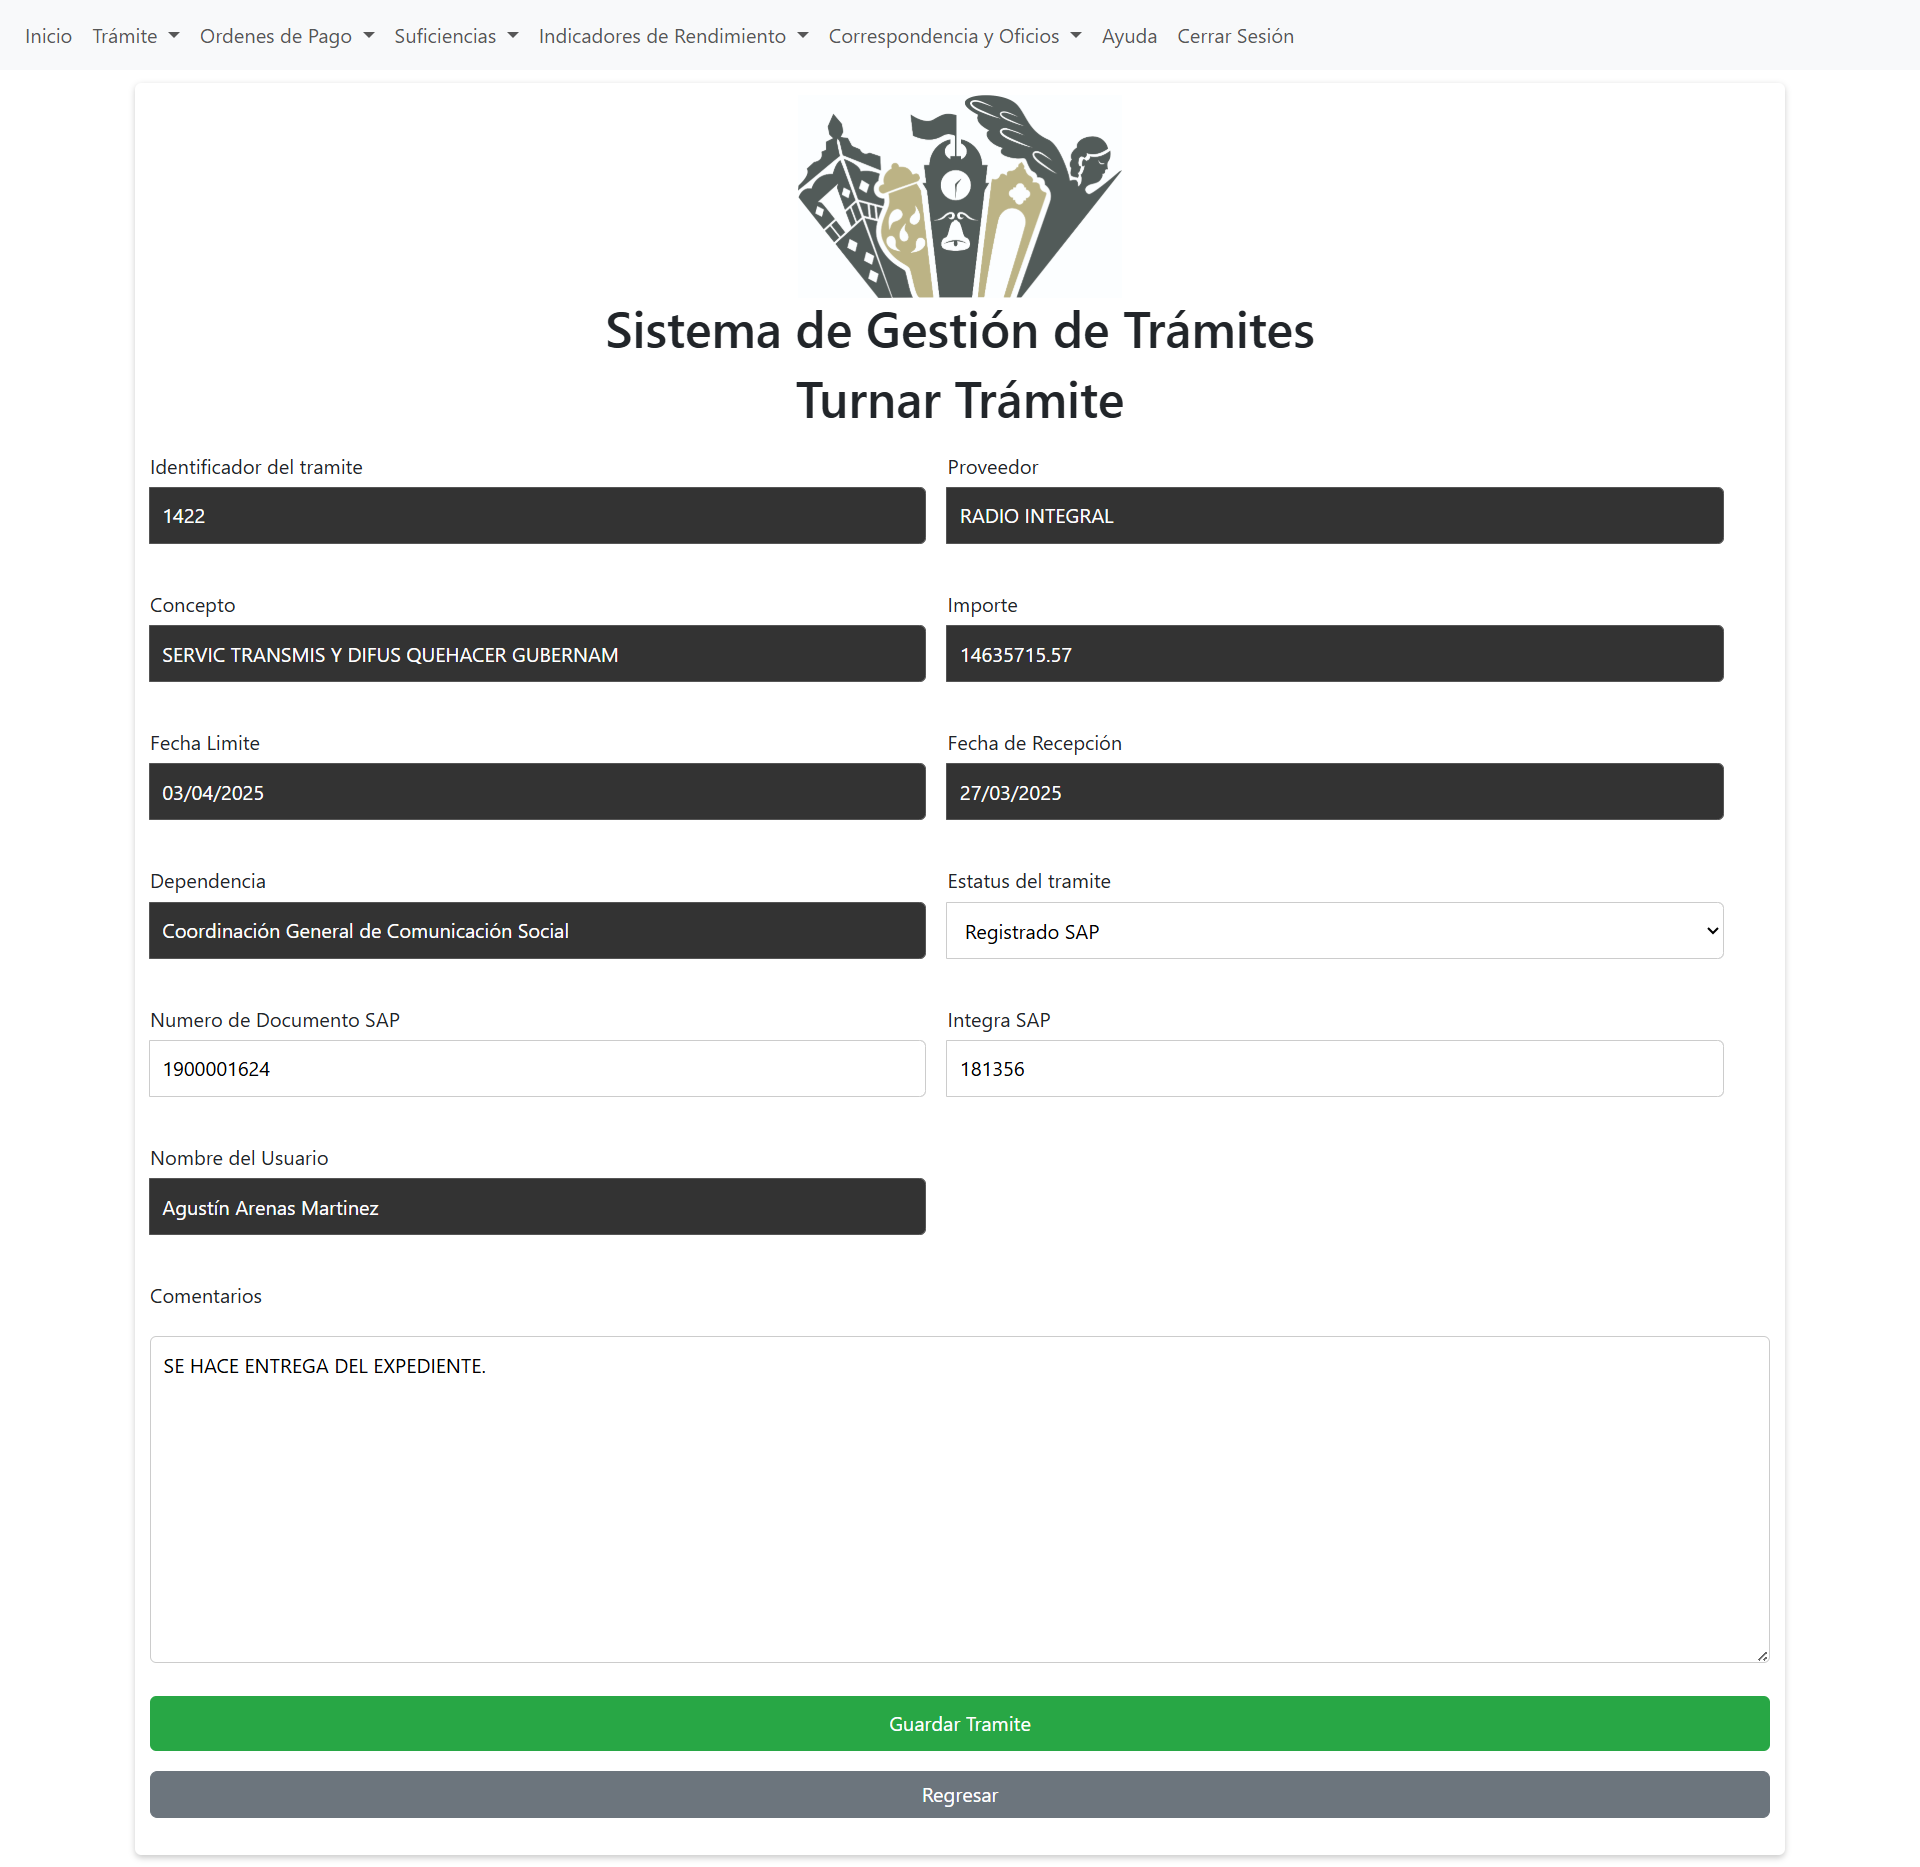 Inicio Trámite Ordenes de Pago Suficiencias Indicadores de Rendimiento Correspondencia y Oficios Ayuda Cerrar Sesión
Sistema de Gestión de Trámites
Turnar Trámite
Identificador del tramite
1422
Proveedor
RADIO INTEGRAL
Concepto
SERVIC TRANSMIS Y DIFUS QUEHACER GUBERNAM
Importe
14635715.57
Fecha Limite
03/04/2025
Fecha de Recepción
27/03/2025
Dependencia
Coordinación General de Comunicación Social
Estatus del tramite
Registrado SAP
Numero de Documento SAP
1900001624
Integra SAP
181356
Nombre del Usuario
Agustín Arenas Martinez
Comentarios
SE HACE ENTREGA DEL EXPEDIENTE.
Guardar Tramite
Regresar